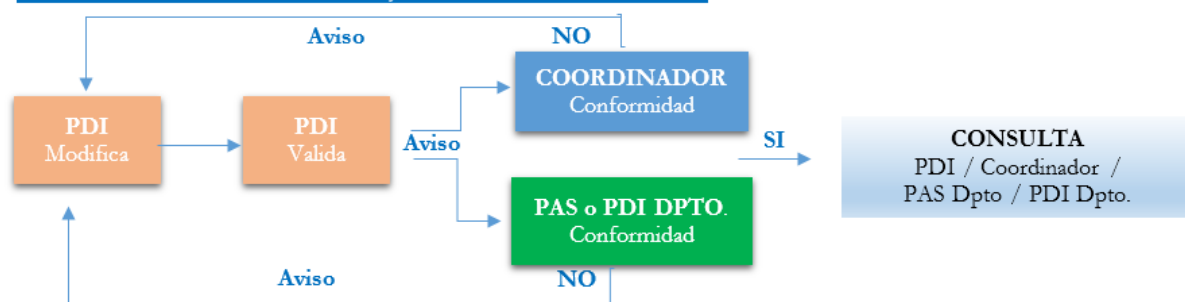 Aviso
NO
PDI
Modifica
PDI
Valida
Aviso
COORDINADOR
Conformidad
SI
CONSULTA
PDI / Coordinador /
PAS Dpto / PDI Dpto.
PAS o PDI DPTO.
Conformidad
Aviso
NO